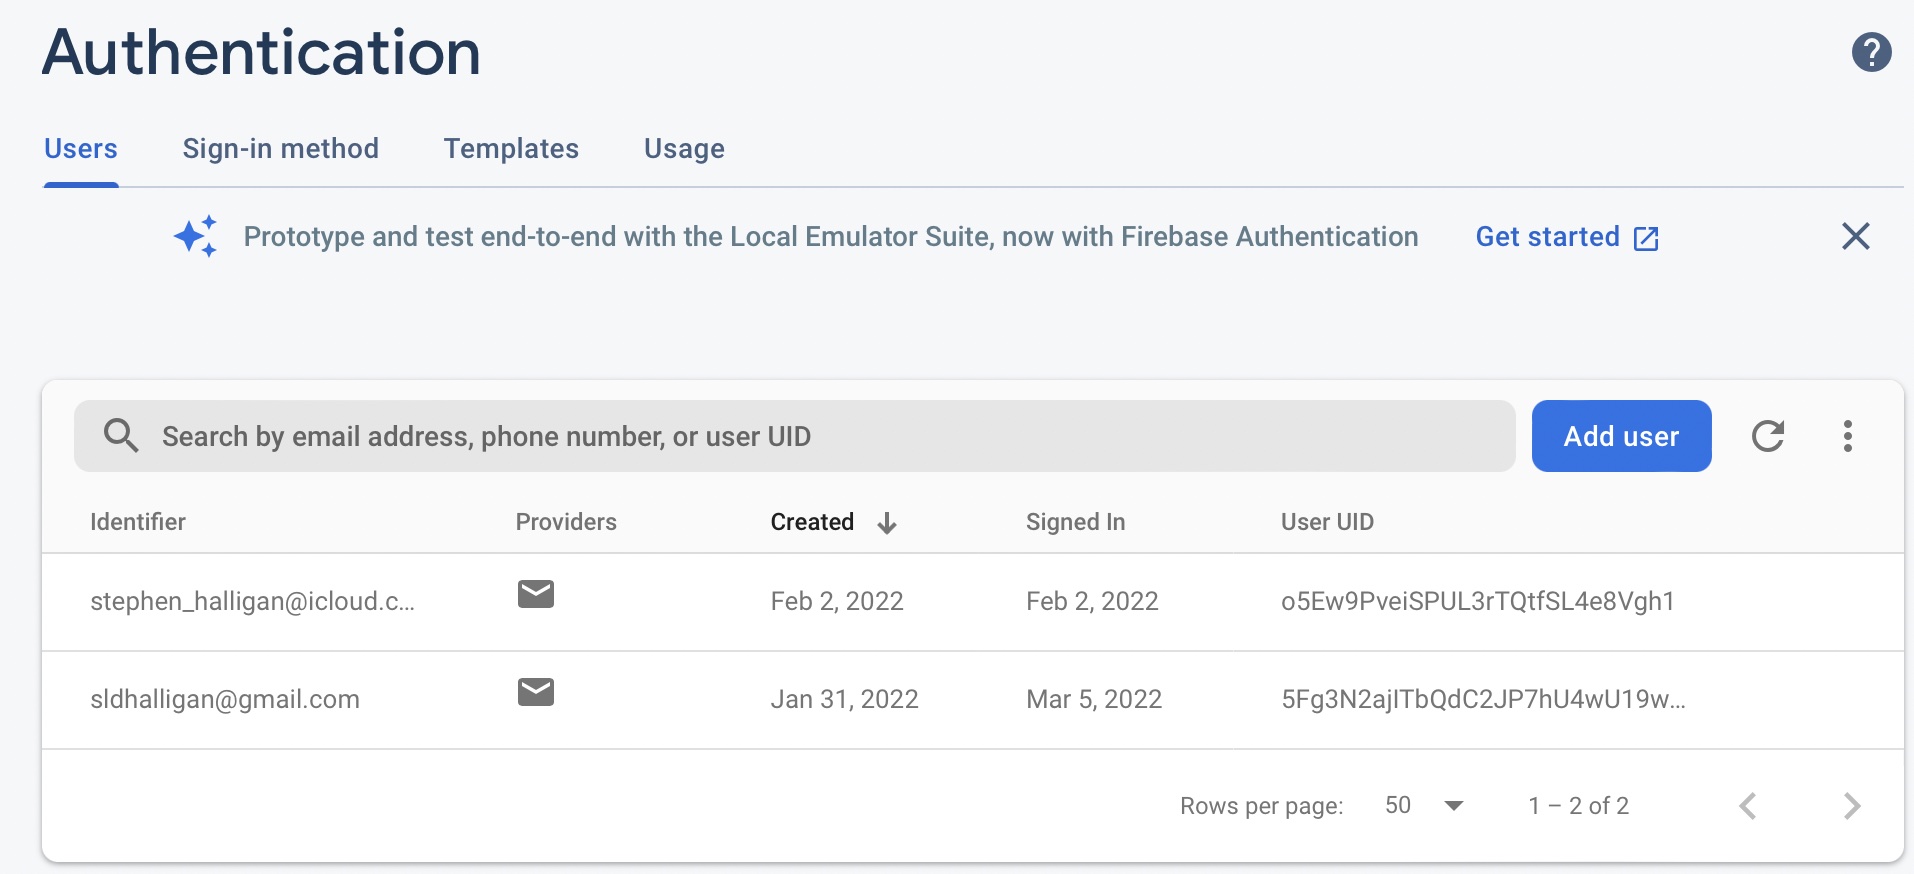 Authentication
Users Sign-in method Templates Usage
Prototype and test end-to-end with the Local Emulator Suite, now with Firebase Authentication Get started
Search by email address, phone number, or user UID Add user
Identifier Providers Created Signed In User UID
stephen_halligan@icloud.c... Feb 2, 2022 Feb 2, 2022 o5Ew9PveiSPUL3rTQtfSL4e8Vgh1
sldhalligan@gmail.com Jan 31, 2022 Mar 5, 2022 5Fg3N2ajITbQdC2JP7hU4wU19w...
Rows per page: 50 1 – 2 of 2